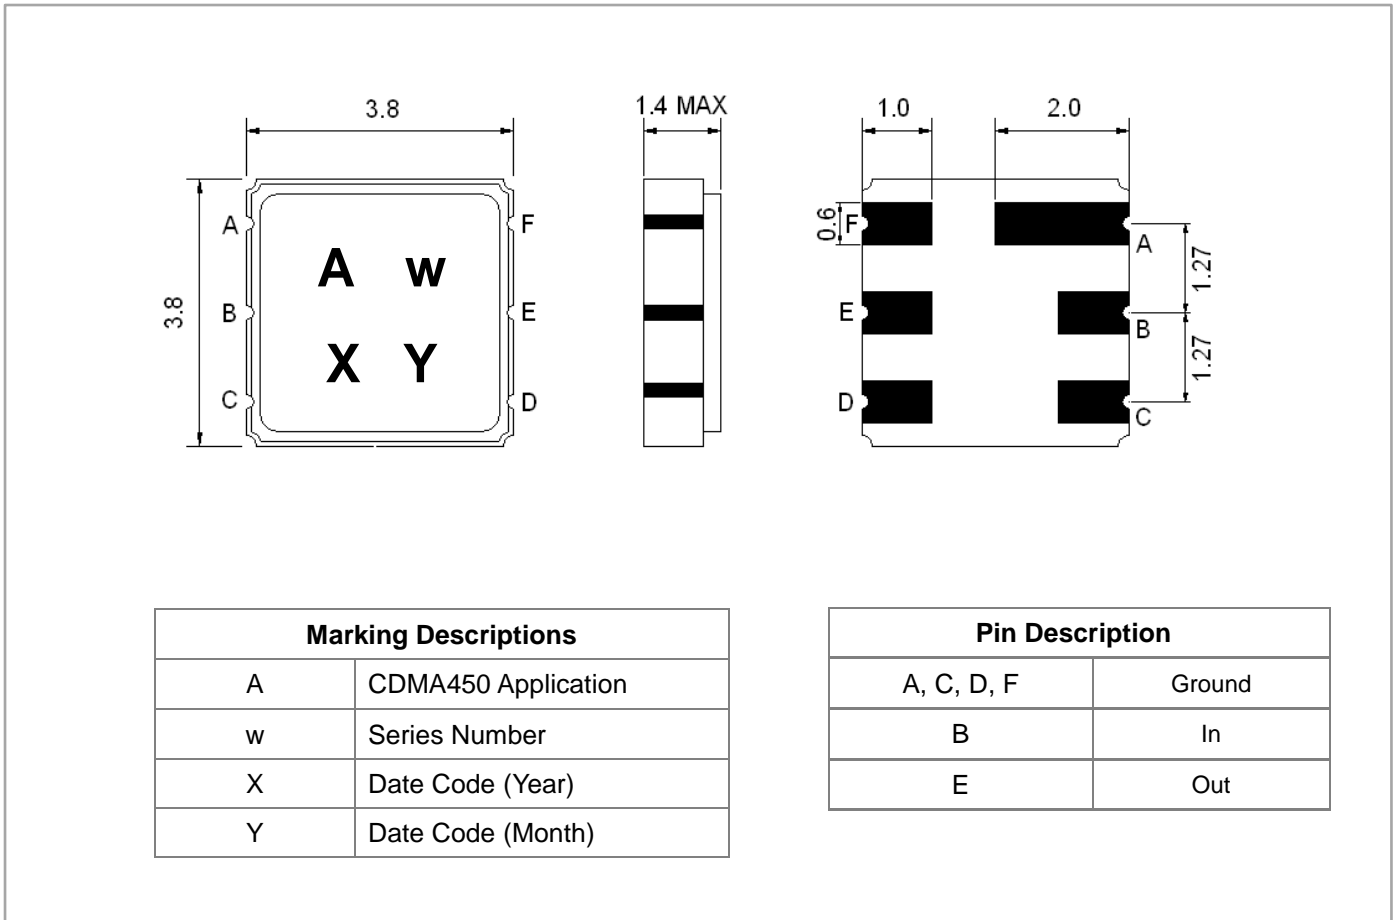 3.8
1.4 MAX
1.0
2.0
A
F
0.6
F
A
A w
1.27
3.8
B
E
E
B
X Y
1.27
C
D
D
C
Marking Descriptions
A CDMA450 Application
w Series Number
X Date Code (Year)
Y Date Code (Month)
Pin Description
A, C, D, F Ground
B In
E Out